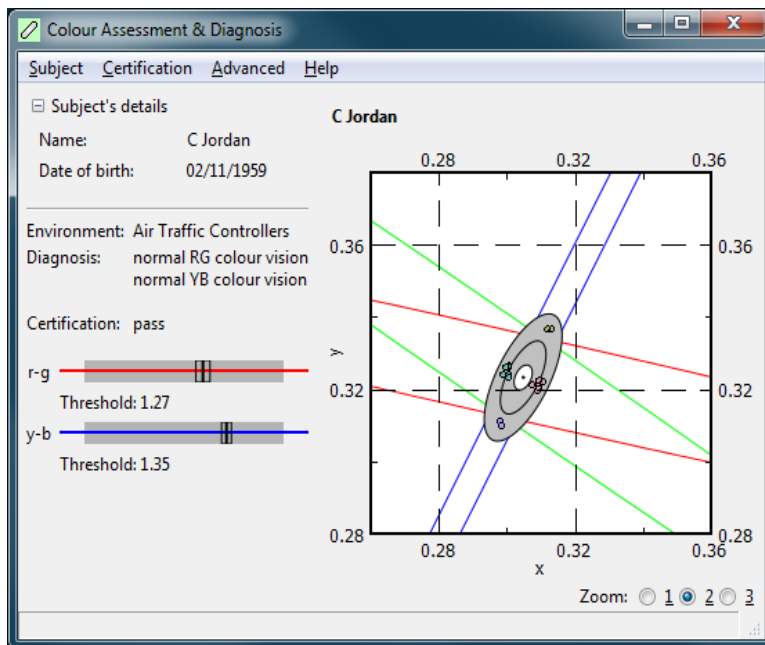 Colour Assessment & Diagnosis
Subject Certification Advanced Help
Subject's details
Name: C Jordan
Date of birth: 02/11/1959
Environment: Air Traffic Controllers
Diagnosis: normal RG colour vision
normal YB colour vision
Certification: pass
r-g
Threshold: 1.27
y-b
Threshold: 1.35
C Jordan
0.28 0.32 0.36
0.36 0.36
y
0.32 0.32
0.28 0.28
0.28 0.32 0.36
x
Zoom: 1 2 3